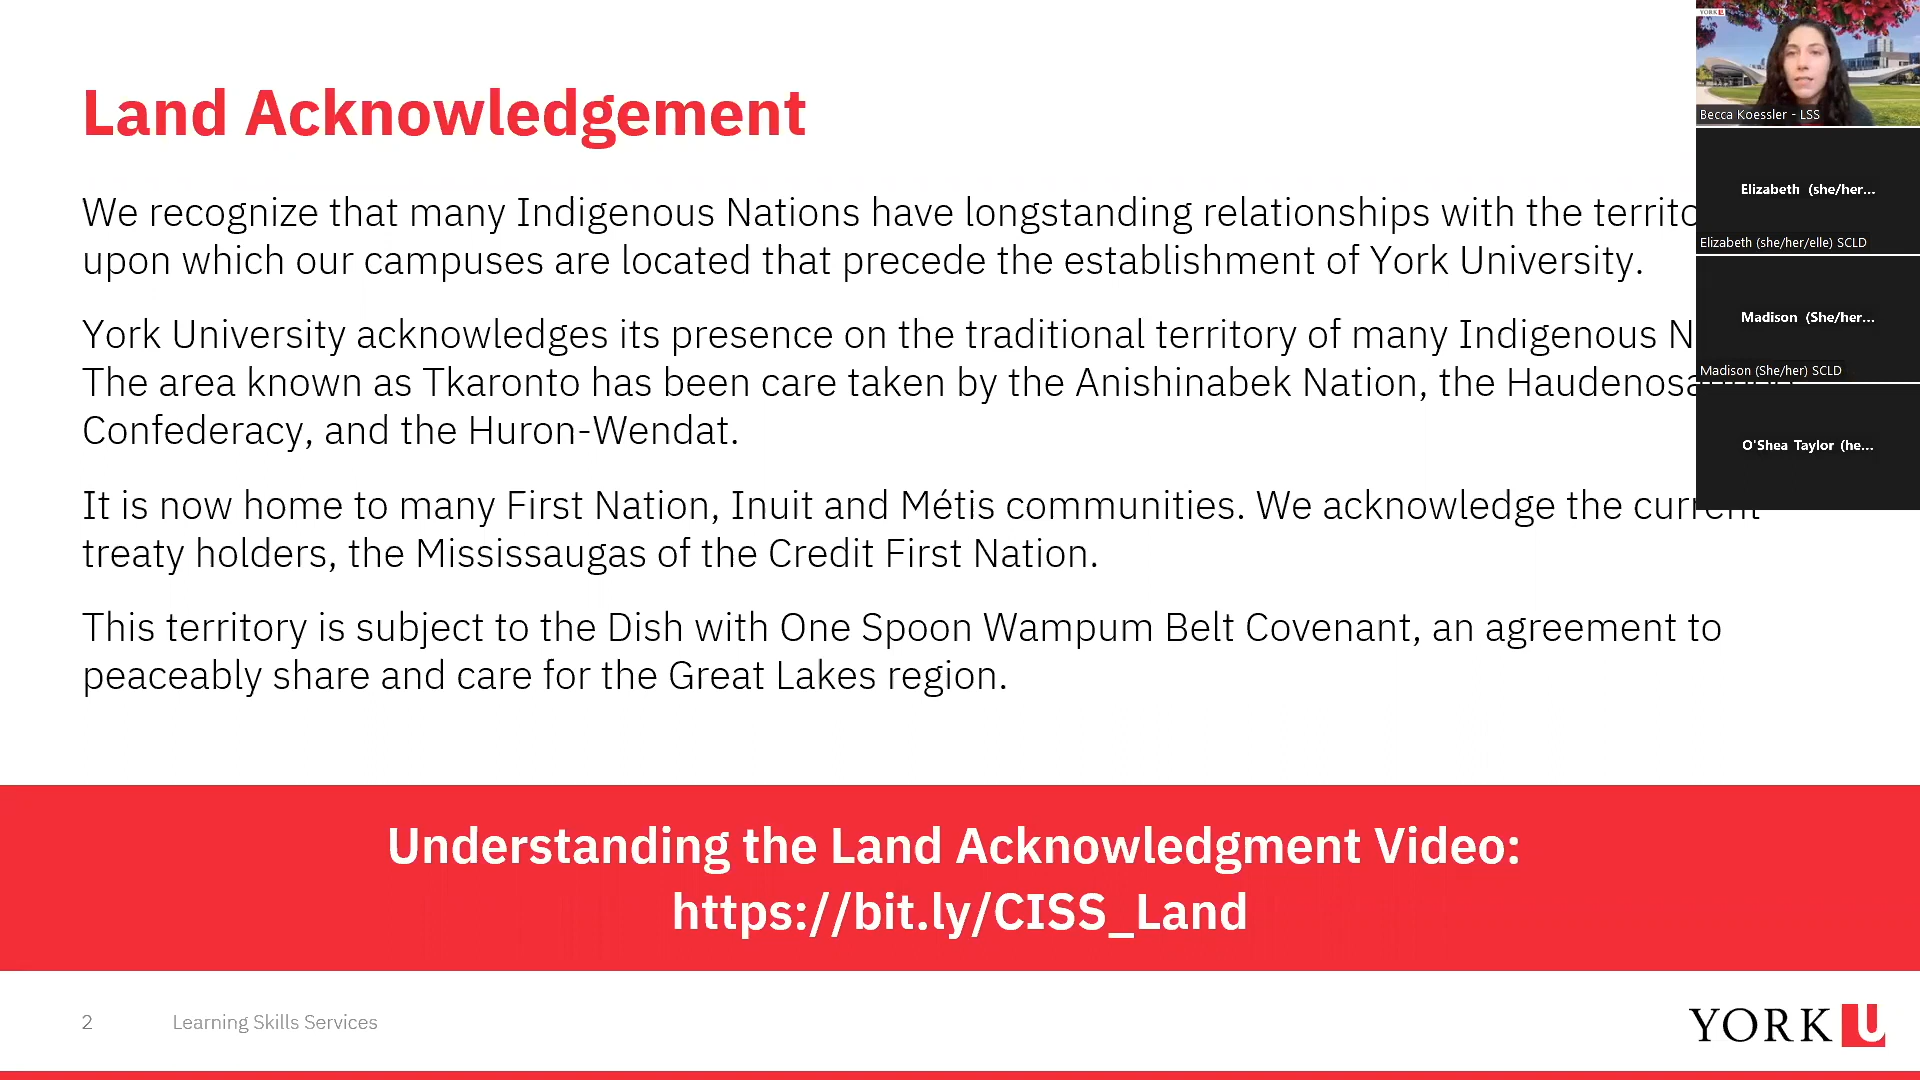 Land Acknowledgement
We recognize that many Indigenous Nations have longstanding relationships with the
upon which our campuses are located that precede the establishment of York University.
York University acknowledges its presence on the traditional territory of many Indigenous
The area known as Tkaronto has been care taken by the Anishinabek Nation, the
Confederacy, and the Huron-Wendat.
It is now home to many First Nation, Inuit and Métis communities. We acknowledge the current
treaty holders, the Mississaugas of the Credit First Nation.
This territory is subject to the Dish with One Spoon Wampum Belt Covenant, an agreement to
peaceably share and care for the Great Lakes region.
Understanding the Land Acknowledgment Video:
https://bit.ly/CISS_Land
2
Learning Skills Services
YORK U
YORK U
Becca Koessler - LSS
Elizabeth (she/her...
Elizabeth (she/her/elle) SCLD
Madison (She/her...
Madison (She/her) SCLD
O'Shea Taylor (he...